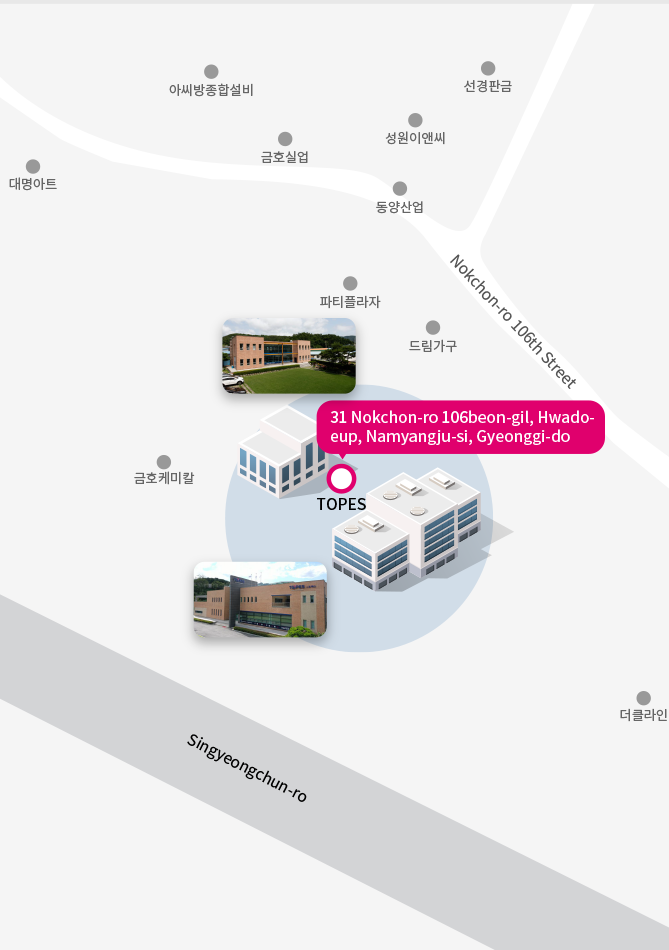 선경판금
아씨방종합설비
성원이앤씨
금호실업
대명아트
동양산업
Nokchon-ro 106th Street
파티플라자
드림가구
31 Nokchon-ro 106beon-gil, Hwado-
eup, Namyangju-si, Gyeonggi-do
금호케미칼
TOPES
TOPES
더클라인
Singyeongchun-ro